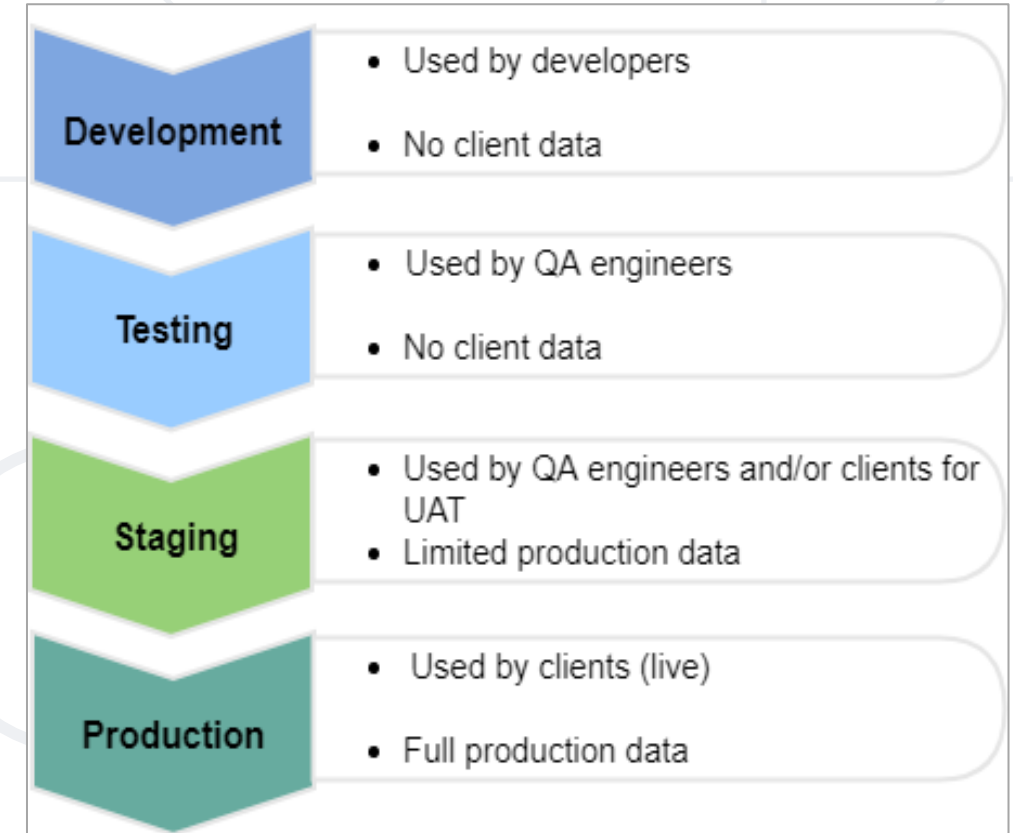 Development
• Used by developers
• No client data
Testing
• Used by QA engineers
• No client data
Staging
• Used by QA engineers and/or clients for
UAT
• Limited production data
Production
• Used by clients (live)
• Full production data